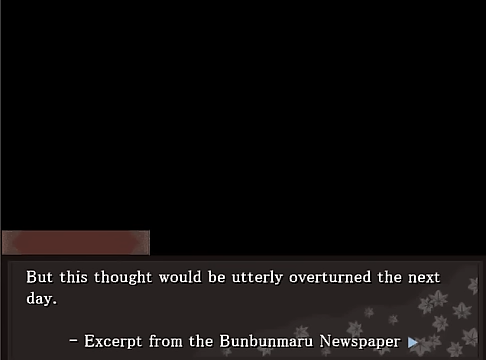 But this thought would be utterly overturned the next
day.
- Excerpt from the Bunbunmaru Newspaper